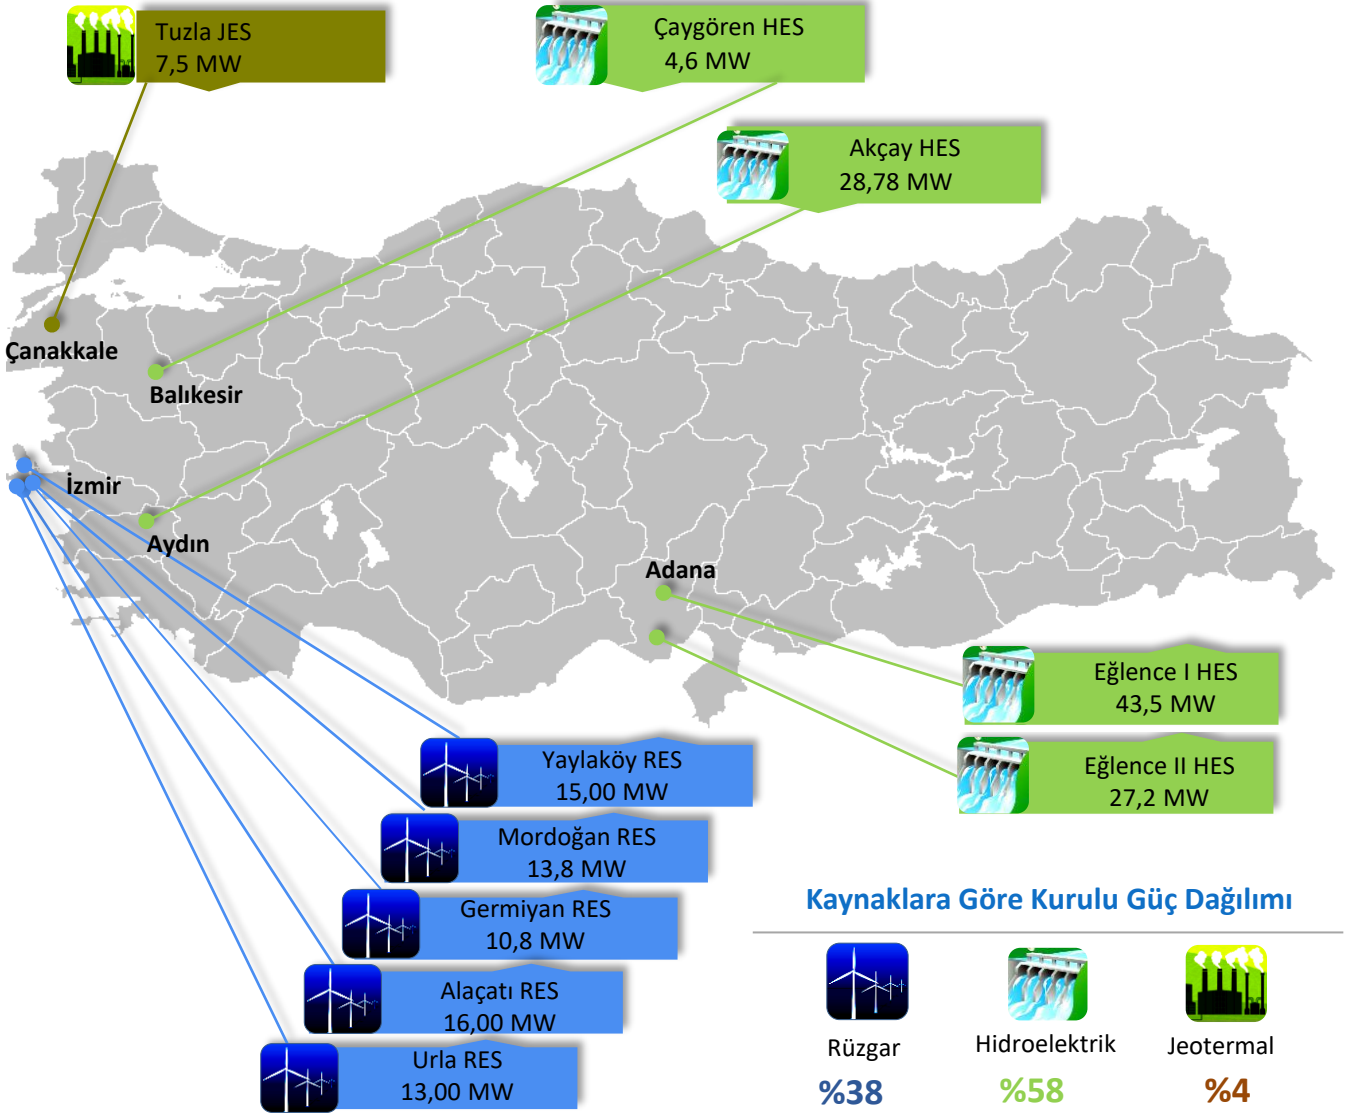 Tuzla JES
7,5 MW
Çaygören HES
4,6 MW
Akçay HES
28,78 MW
Çanakkale
Balıkesir
İzmir
Aydın
Adana
Eğlence I HES
43,5 MW
Eğlence II HES
27,2 MW
Yaylaköy RES
15,00 MW
Mordoğan RES
13,8 MW
Germiyan RES
10,8 MW
Alaçatı RES
16,00 MW
Urla RES
13,00 MW
Kaynaklara Göre Kurulu Güç Dağılımı
Rüzgar
Hidroelektrik
Jeotermal
%38
%58
%4